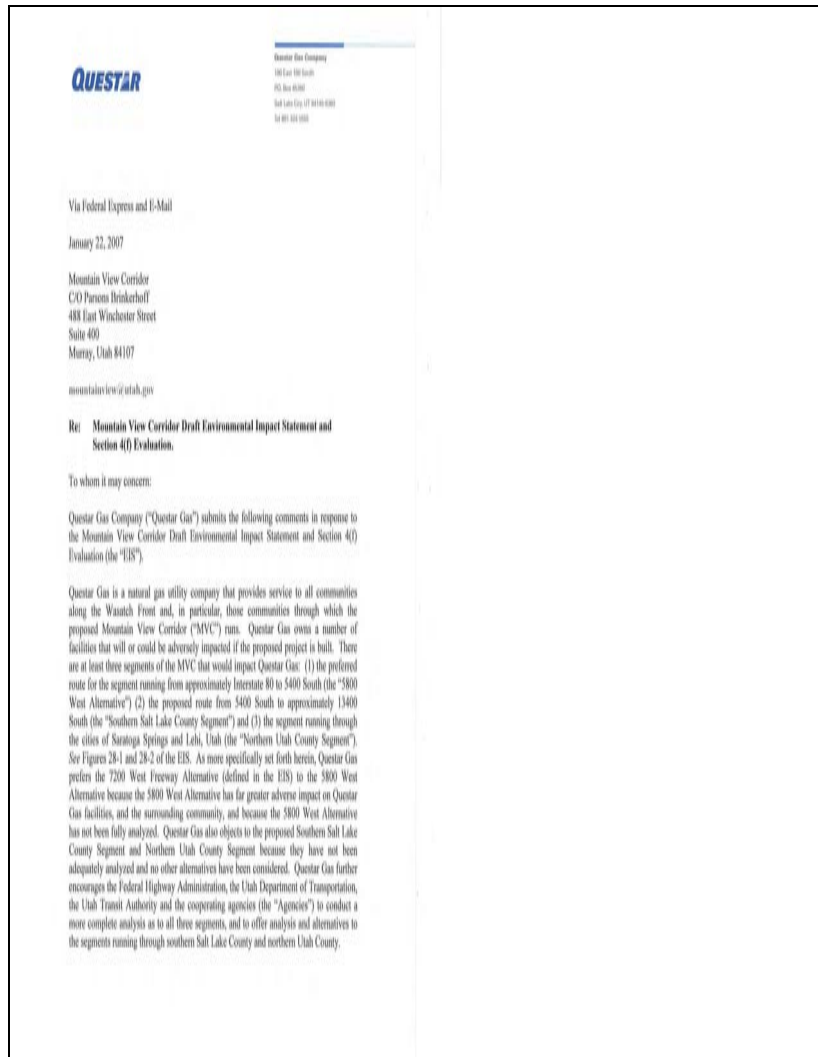 QUESTAR
Questar Gas Company
180 East 100 South
P.O. Box 45360
Salt Lake City, UT 84145-0360
Via Federal Express and E-Mail
January 22, 2007
Mountain View Corridor
C/O Parsons Brinkerhoff
488 East Winchester Street
Suite 400
Murray, Utah 84107
mountainview@utah.gov
Re: Mountain View Corridor Draft Environmental Impact Statement and
Section 4(f) Evaluation.
To whom it may concern:
Questar Gas Company ("Questar Gas") submits the following comments in response to
the Mountain View Corridor Draft Environmental Impact Statement and Section 4(f)
Evaluation (the "EIS").
Questar Gas is a natural gas utility company that provides service to all communities
along the Wasatch Front and, in particular, those communities through which the
proposed Mountain View Corridor ("MVC") runs. Questar Gas owns a number of
facilities that will or could be adversely impacted if the proposed project is built. There
are at least three segments of the MVC that would impact Questar Gas: (1) the preferred
route for the segment running from approximately Interstate 80 to 5400 South (the "5800
West Alternative") (2) the proposed route from 5400 South to approximately 13400
South (the "Southern Salt Lake County Segment") and (3) the segment running through
the cities of Saratoga Springs and Lehi, Utah (the "Northern Utah County Segment").
See Figures 28-1 and 28-2 of the EIS. As more specifically set forth herein, Questar Gas
prefers the 7200 West Freeway Alternative (defined in the EIS) to the 5800 West
Alternative because the 5800 West Alternative has far greater adverse impact on Questar
Gas facilities, and the surrounding community, and because the 5800 West Alternative
has not been fully analyzed. Questar Gas also objects to the proposed Southern Salt Lake
County Segment and Northern Utah County Segment because they have not been
adequately analyzed and no other alternatives have been considered. Questar Gas further
encourages the Federal Highway Administration, the Utah Department of Transportation,
the Utah Transit Authority and the cooperating agencies (the "Agencies") to conduct a
more complete analysis as to all three segments, and to offer analysis and alternatives to
the segments running through southern Salt Lake County and northern Utah County.